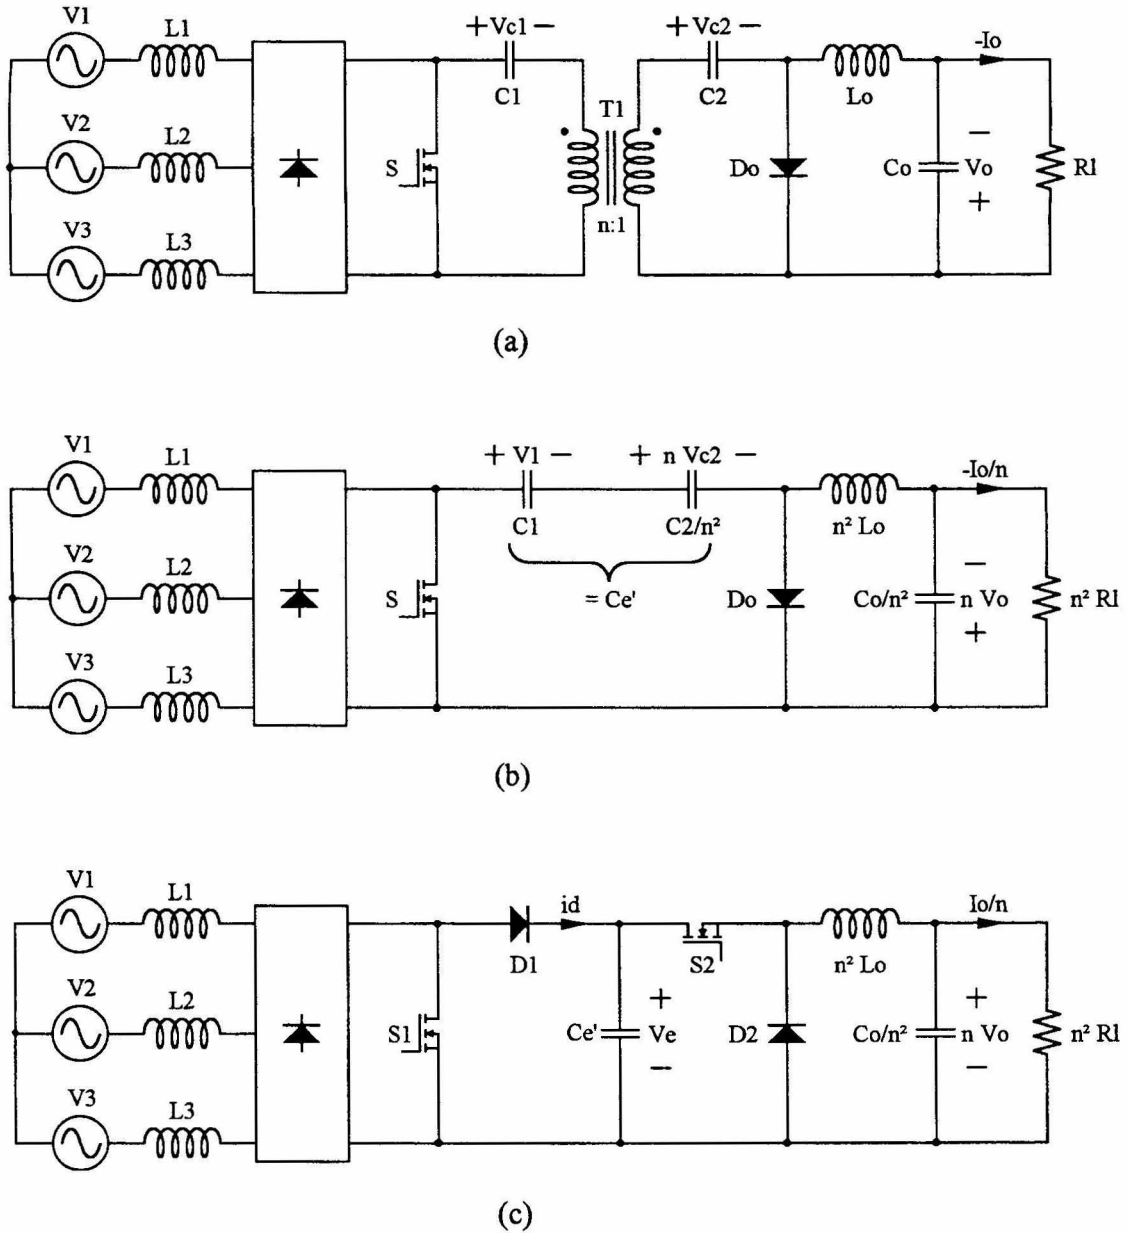 V1 L1 + Vc1 − + Vc2 − -Io
C1 C2 Lo
T1
V2 L2 S Do Co − Vo + Rl
V3 L3 n:1
(a)
V1 L1 + V1 − + n Vc2 − -Io/n
C1 C2/n² n² Lo
V2 L2 S = Ce' Do Co/n² − n Vo + n² Rl
V3 L3
(b)
V1 L1 id Io/n
D1 S2 n² Lo
V2 L2 S1 Ce' + Ve − D2 Co/n² + n Vo − n² Rl
V3 L3
(c)